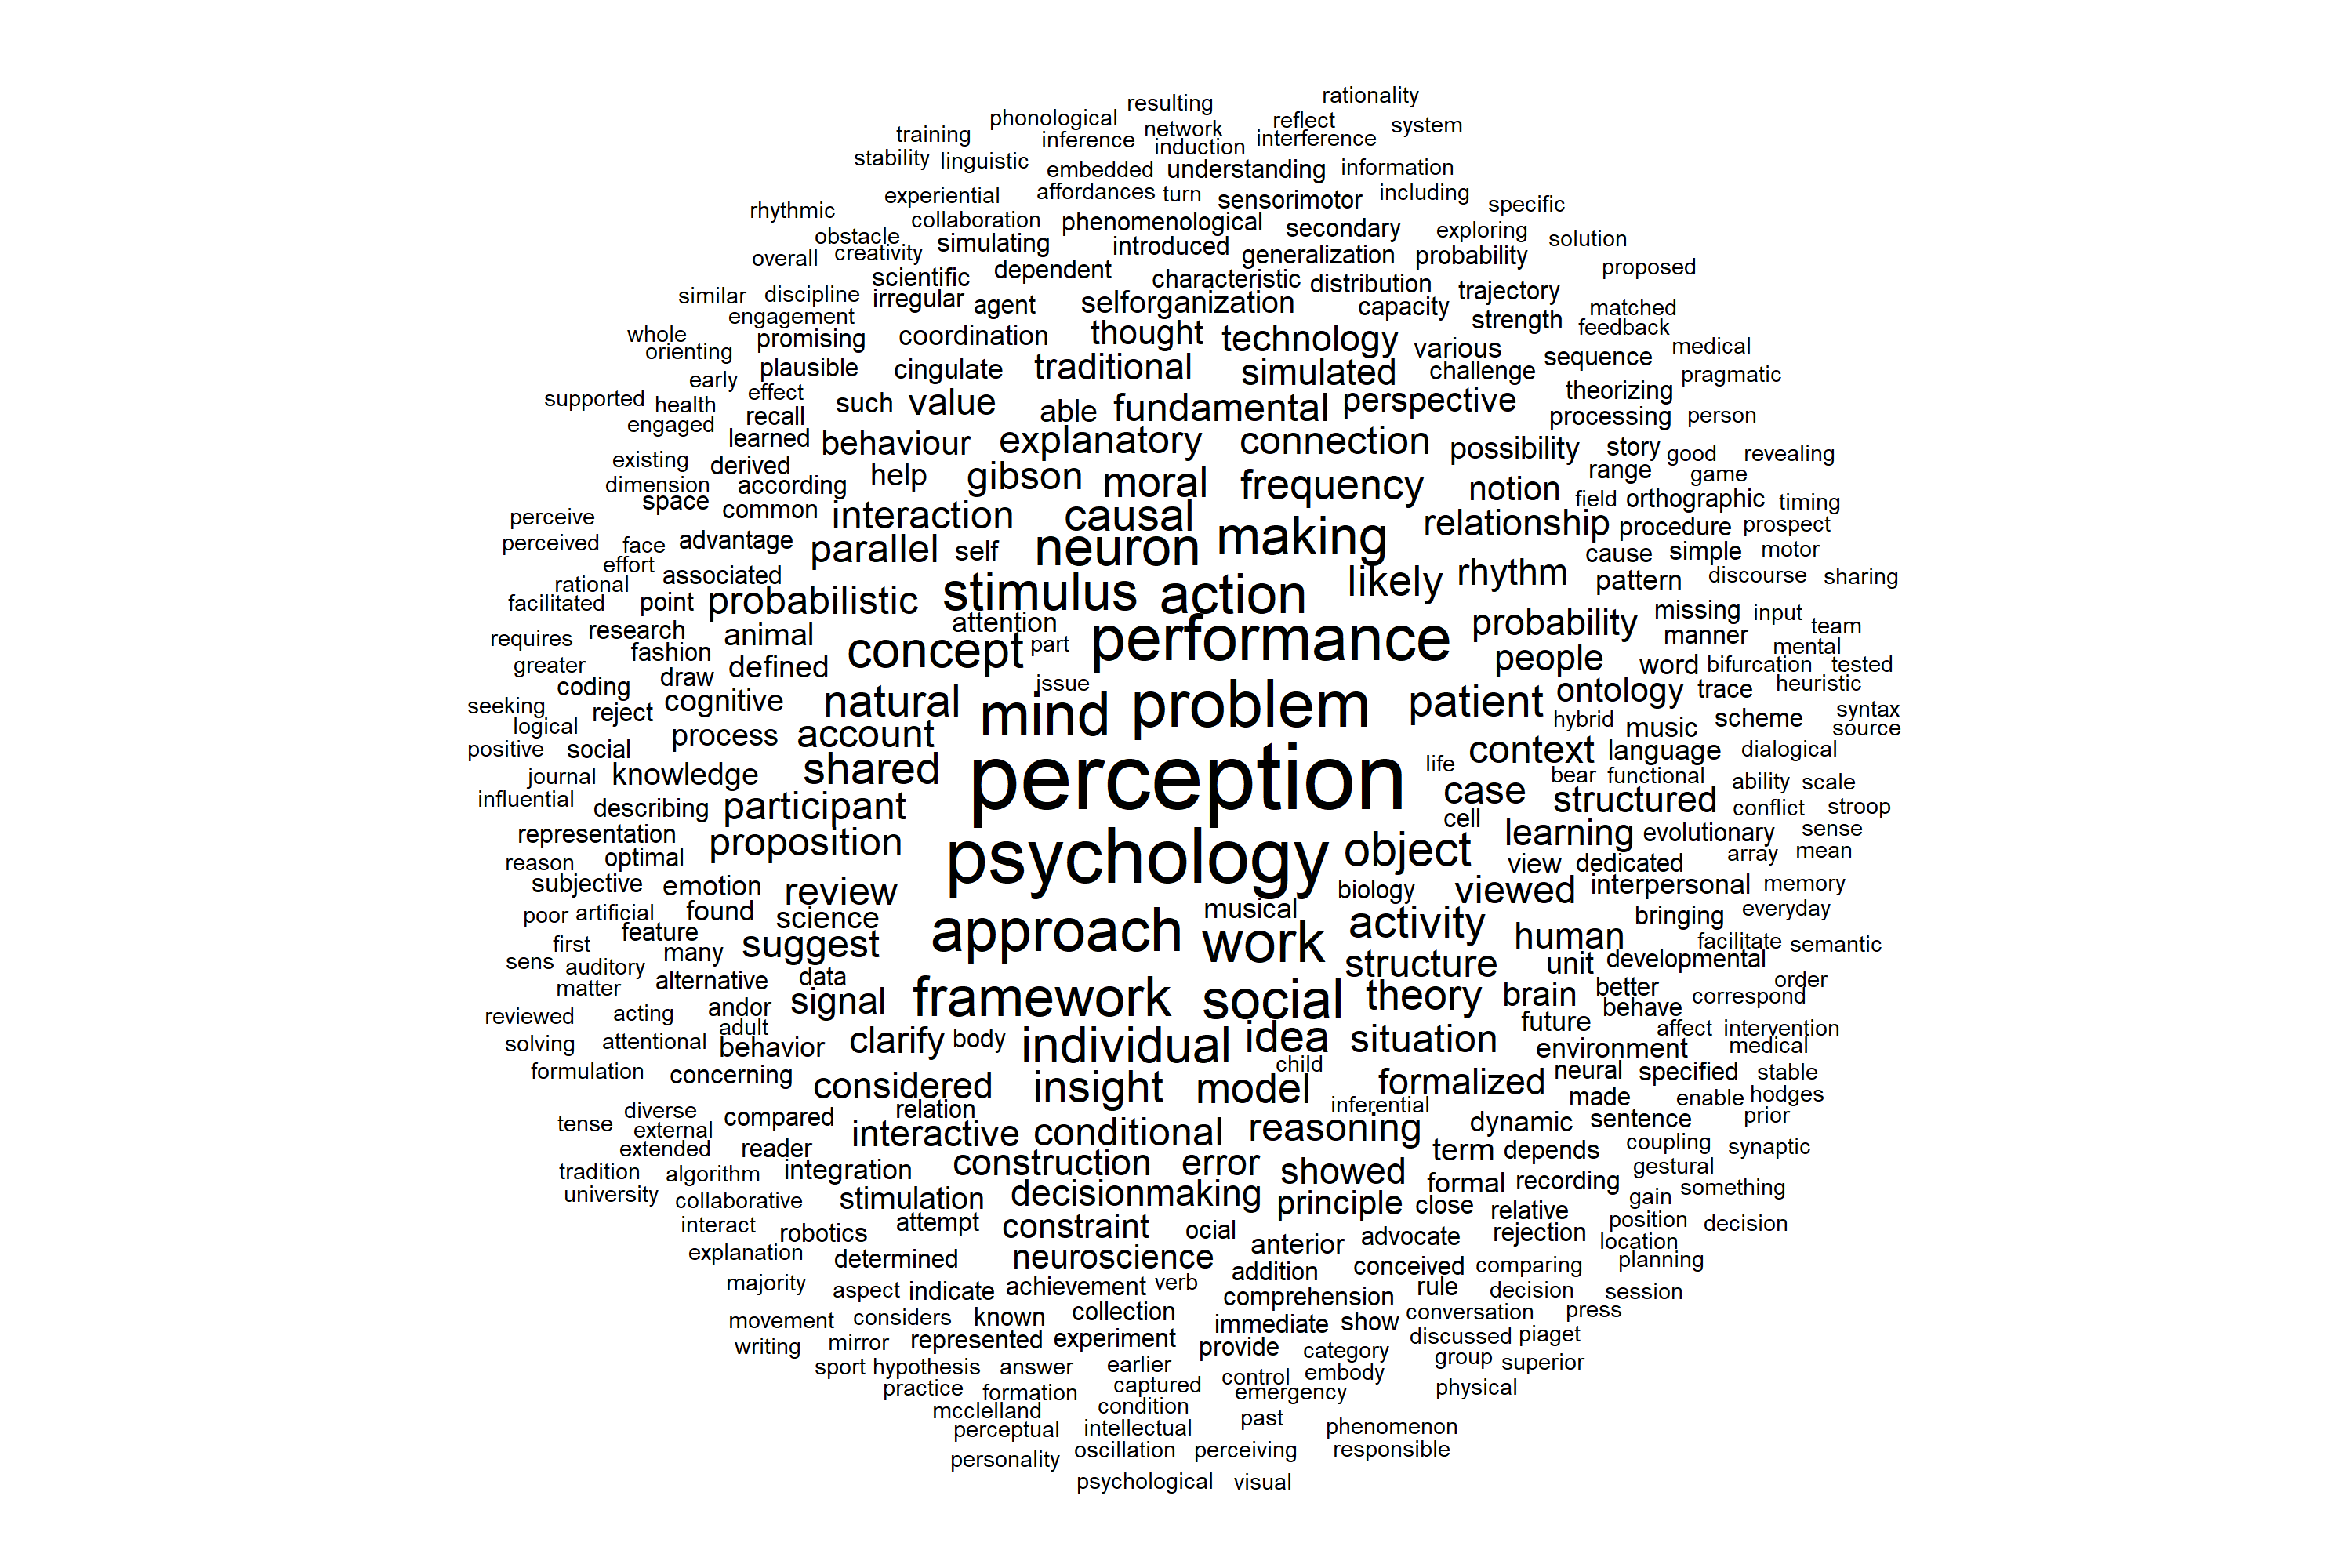 rationality
resulting
phonological reflect
training inference network interference system
induction
stability linguistic embedded understanding information
experiential affordances turn sensorimotor including
rhythmic collaboration phenomenological secondary specific
obstacle simulating introduced exploring solution
overall creativity generalization probability
scientific dependent characteristic distribution proposed
similar discipline irregular agent selforganization capacity trajectory matched
engagement strength feedback
whole promising coordination thought technology various
orienting plausible cingulate traditional simulated challenge sequence medical
early effect theorizing pragmatic
supported health such value able fundamental perspective processing person
engaged recall
learned behaviour explanatory connection possibility story good revealing
existing derived help gibson moral frequency notion range game
dimension according field orthographic timing
space common interaction causal making relationship procedure prospect
perceive
perceived face advantage parallel self neuron cause simple motor
effort
rational associated stimulus action likely rhythm pattern discourse sharing
facilitated point probabilistic
attention performance probability missing input team
requires research animal concept part manner mental
greater fashion defined people word bifurcation tested
coding draw cognitive natural mind issue problem patient ontology trace heuristic
seeking reject hybrid music scheme syntax
logical process account source
positive social shared perception life context language dialogical
journal knowledge case bear functional ability scale
influential describing participant structured conflict stroop
representation proposition psychology object cell learning evolutionary sense
reason optimal view dedicated array mean
subjective emotion review biology viewed interpersonal memory
poor artificial found science approach musical activity bringing everyday
first feature many suggest work human facilitate semantic
sens auditory structure unit developmental
matter alternative data framework social theory brain better order
reviewed acting andor signal future behave correspond
solving attentional adult behavior clarify body individual idea situation environment affect intervention
medical
formulation concerning considered insight child model formalized neural specified stable
diverse relation inferential made enable hodges
tense external compared interactive conditional reasoning dynamic sentence prior
extended reader construction error showed term depends coupling synaptic
tradition algorithm integration formal recording gestural
university collaborative stimulation decisionmaking principle close relative gain something
interact robotics attempt constraint ocial advocate rejection position decision
explanation determined neuroscience anterior location
majority aspect indicate achievement verb addition conceived comparing planning
comprehension rule decision session
movement considers known collection immediate show conversation press
writing mirror represented experiment provide category discussed piaget
sport hypothesis answer earlier control embody group superior
practice formation captured emergency physical
mcclelland condition past
perceptual intellectual phenomenon
personality oscillation perceiving responsible
psychological visual